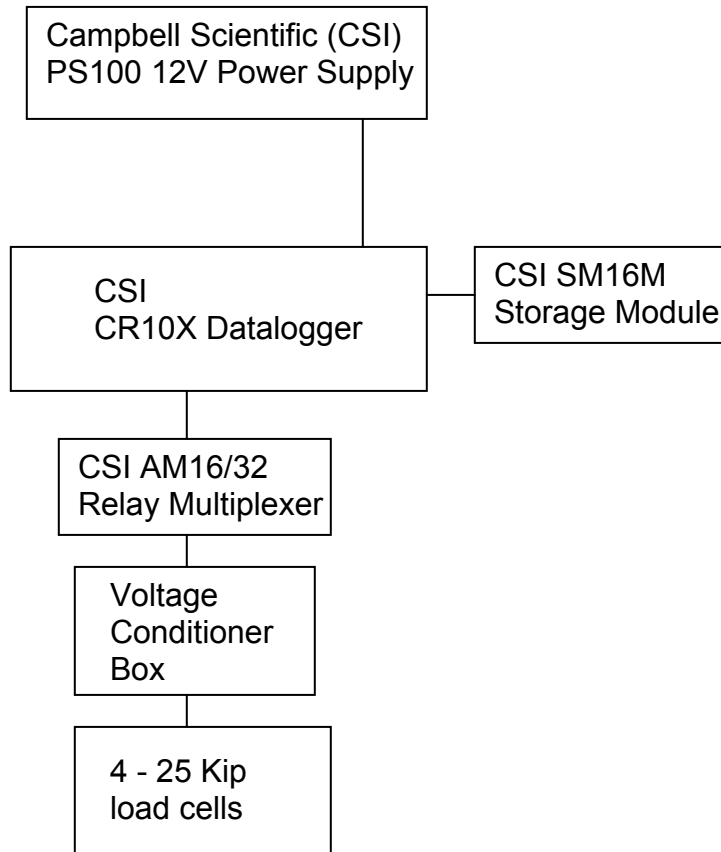 Campbell Scientific (CSI)
PS100 12V Power Supply
CSI
CR10X Datalogger
CSI SM16M
Storage Module
CSI AM16/32
Relay Multiplexer
Voltage
Conditioner
Box
4 - 25 Kip
load cells